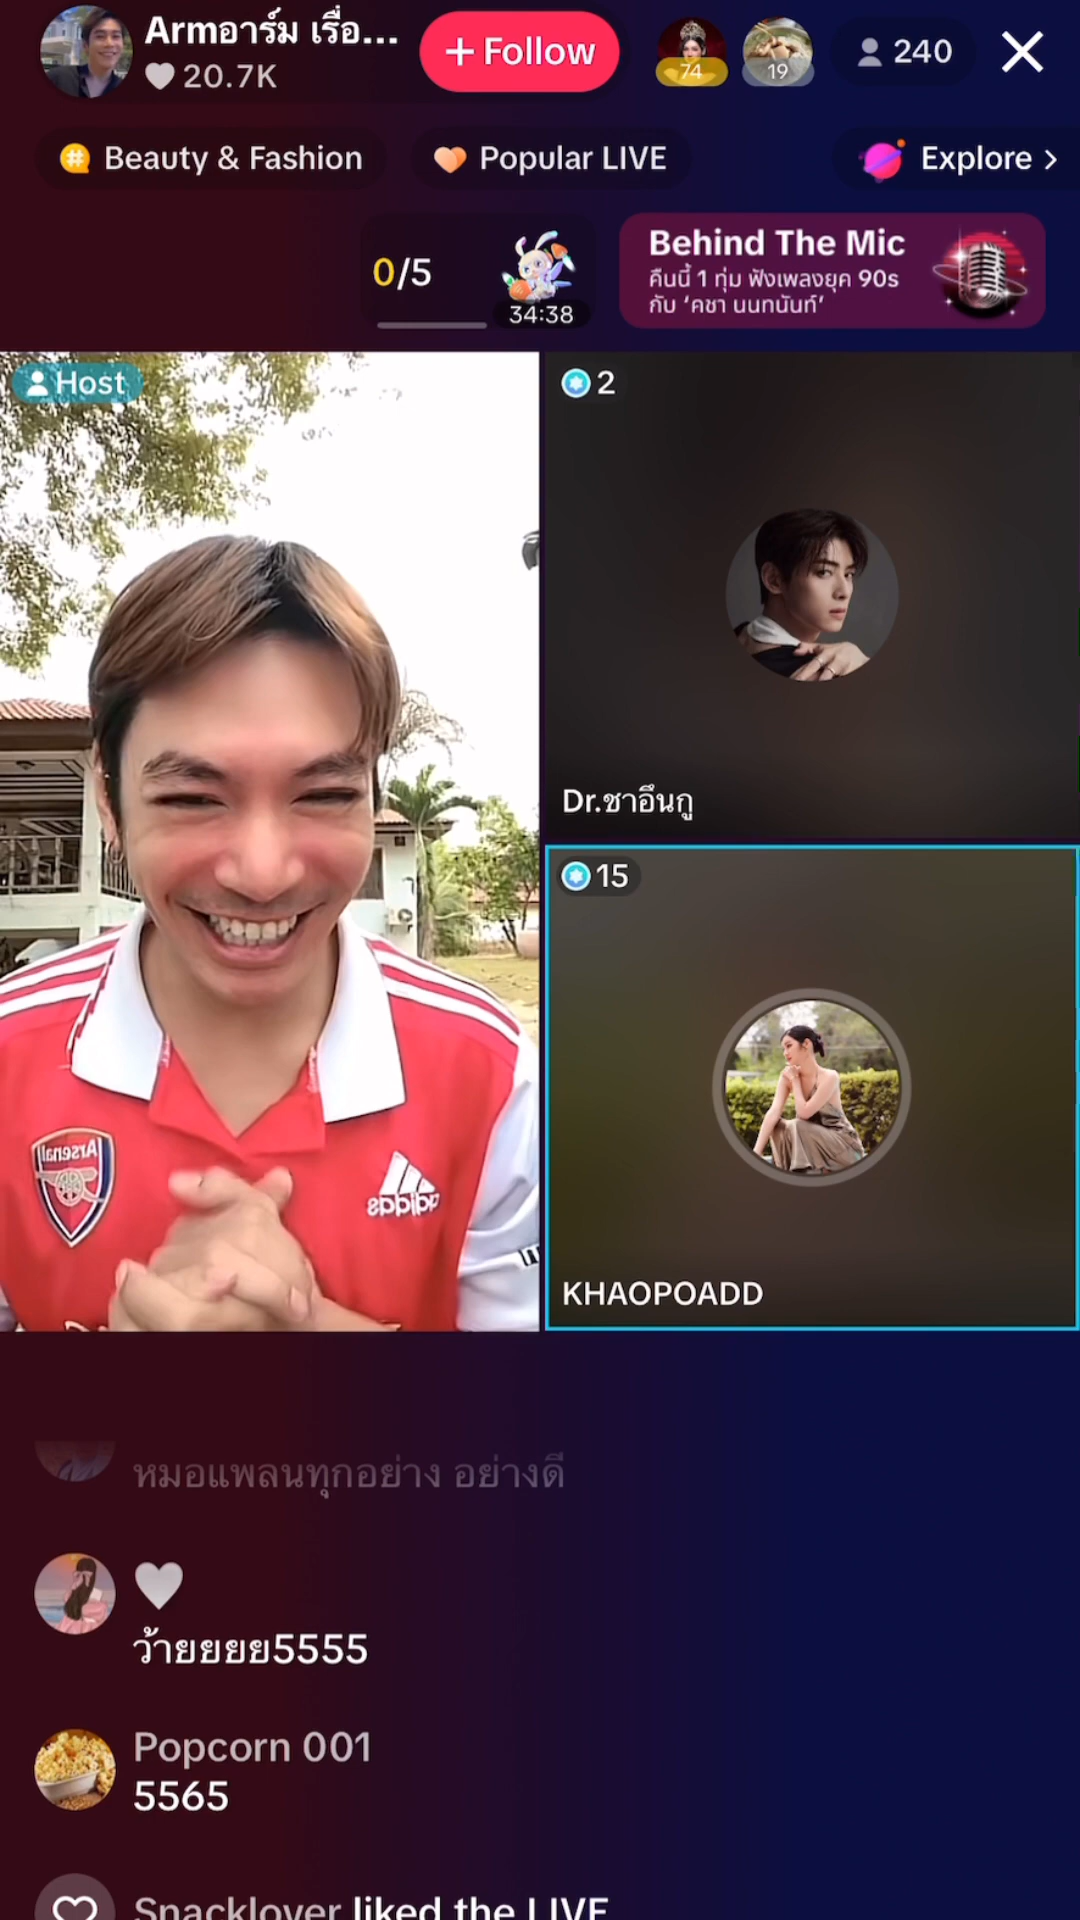 Armอาร์ม เรื่อ...
20.7K
+ Follow
74
19
240
Beauty & Fashion
Popular LIVE
Explore >
0/5
34:38
Behind The Mic
คืนนี้ 1 ทุ่ม ฟังเพลงยุค 90s
กับ ‘คชา นนทนันท์’
Host
2
Dr.ชาอึนกู
15
KHAOPOADD
Arsenal
adidas
หมอแพลนทุกอย่าง อย่างดี
ว้ายยยย5555
Popcorn 001
5565
Snacklover liked the LIVE